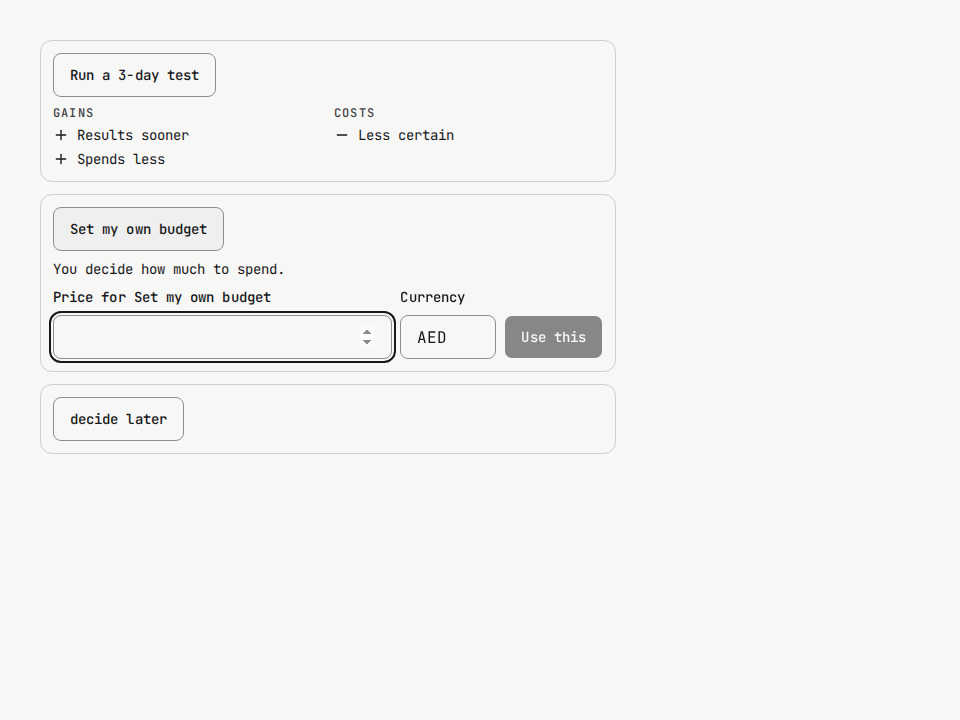 Run a 3-day test
GAINS
+ Results sooner
+ Spends less
COSTS
− Less certain
Set my own budget
You decide how much to spend.
Price for Set my own budget
Currency
AED
Use this
decide later